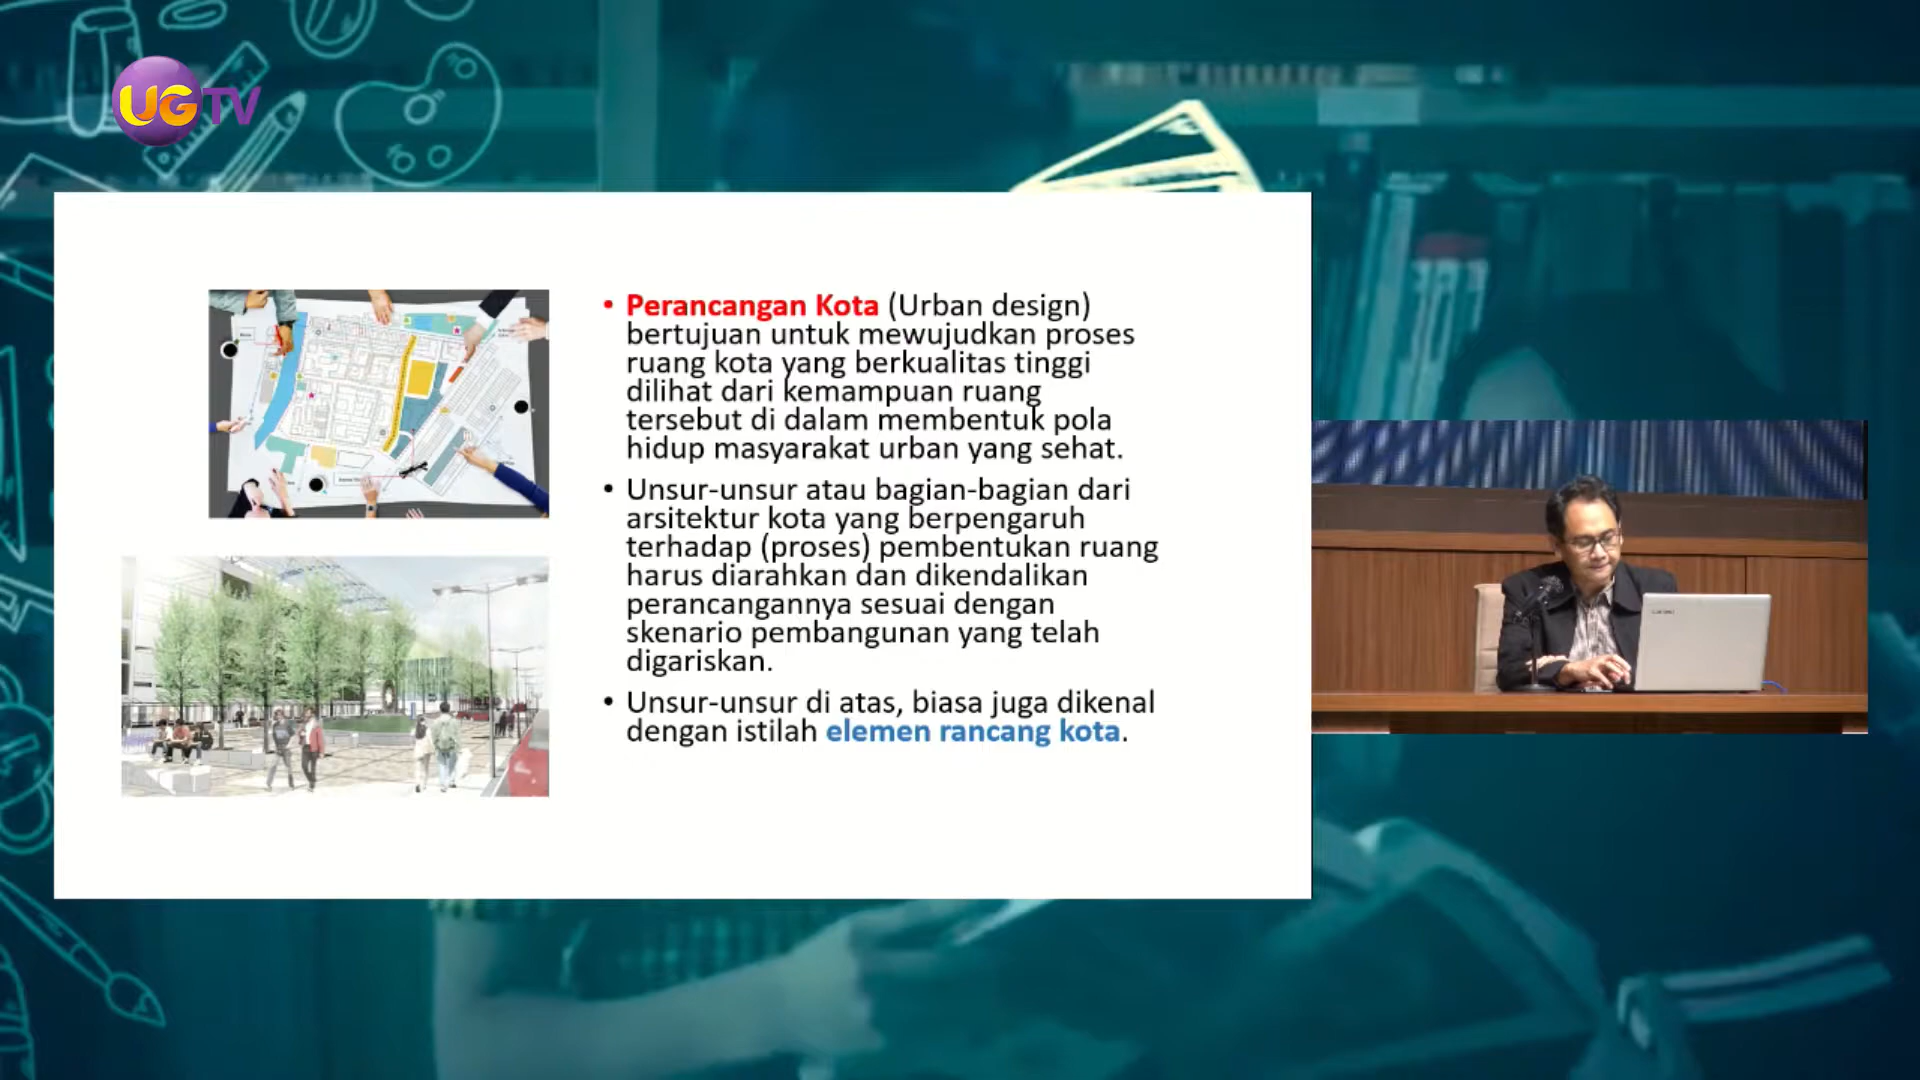 UGTV
• Perancangan Kota (Urban design)
bertujuan untuk mewujudkan proses
ruang kota yang berkualitas tinggi
dilihat dari kemampuan ruang
tersebut di dalam membentuk pola
hidup masyarakat urban yang sehat.
• Unsur-unsur atau bagian-bagian dari
arsitektur kota yang berpengaruh
terhadap (proses) pembentukan ruang
harus diarahkan dan dikendalikan
perancangannya sesuai dengan
skenario pembangunan yang telah
digariskan.
• Unsur-unsur di atas, biasa juga dikenal
dengan istilah elemen rancang kota.